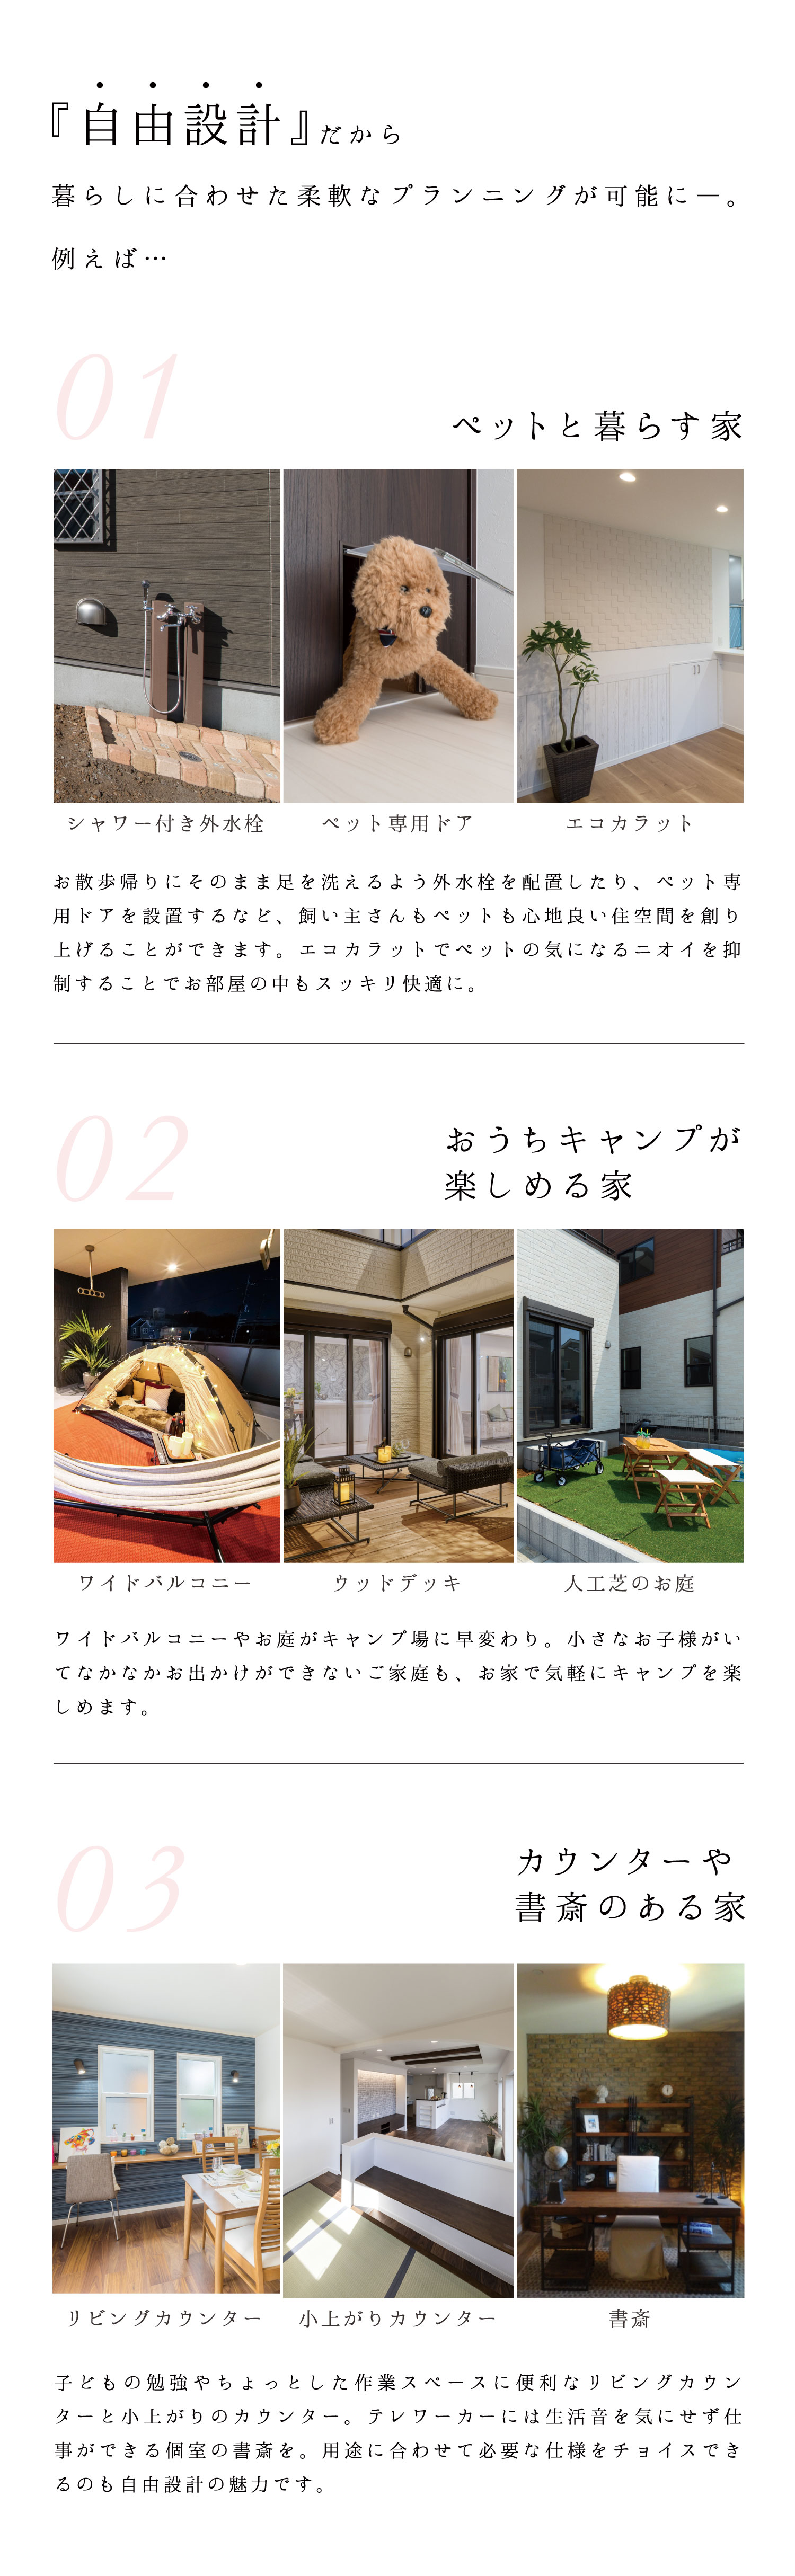 『自由設計』だから
暮らしに合わせた柔軟なプランニングが可能に―。
例えば…
01
ペットと暮らす家
シャワー付き外水栓
ペット専用ドア
エコカラット
お散歩帰りにそのまま足を洗えるよう外水栓を配置したり、ペット専
用ドアを設置するなど、飼い主さんもペットも心地良い住空間を創り
上げることができます。エコカラットでペットの気になるニオイを抑
制することでお部屋の中もスッキリ快適に。
02
おうちキャンプが
楽しめる家
ワイドバルコニー
ウッドデッキ
人工芝のお庭
ワイドバルコニーやお庭がキャンプ場に早変わり。小さなお子様がい
てなかなかお出かけができないご家庭も、お家で気軽にキャンプを楽
しめます。
03
カウンターや
書斎のある家
リビングカウンター
小上がりカウンター
書斎
子どもの勉強やちょっとした作業スペースに便利なリビングカウン
ターと小上がりのカウンター。テレワーカーには生活音を気にせず仕
事ができる個室の書斎を。用途に合わせて必要な仕様をチョイスでき
るのも自由設計の魅力です。